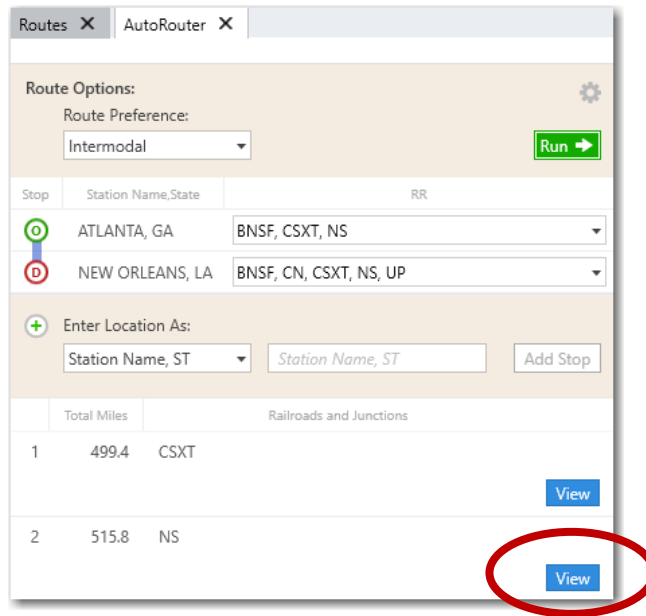 Routes X AutoRouter X
Route Options:
Route Preference:
Intermodal
Run
Stop Station Name,State RR
O ATLANTA, GA BNSF, CSXT, NS
D NEW ORLEANS, LA BNSF, CN, CSXT, NS, UP
Enter Location As:
Station Name, ST Station Name, ST Add Stop
Total Miles Railroads and Junctions
1 499.4 CSXT
View
2 515.8 NS
View